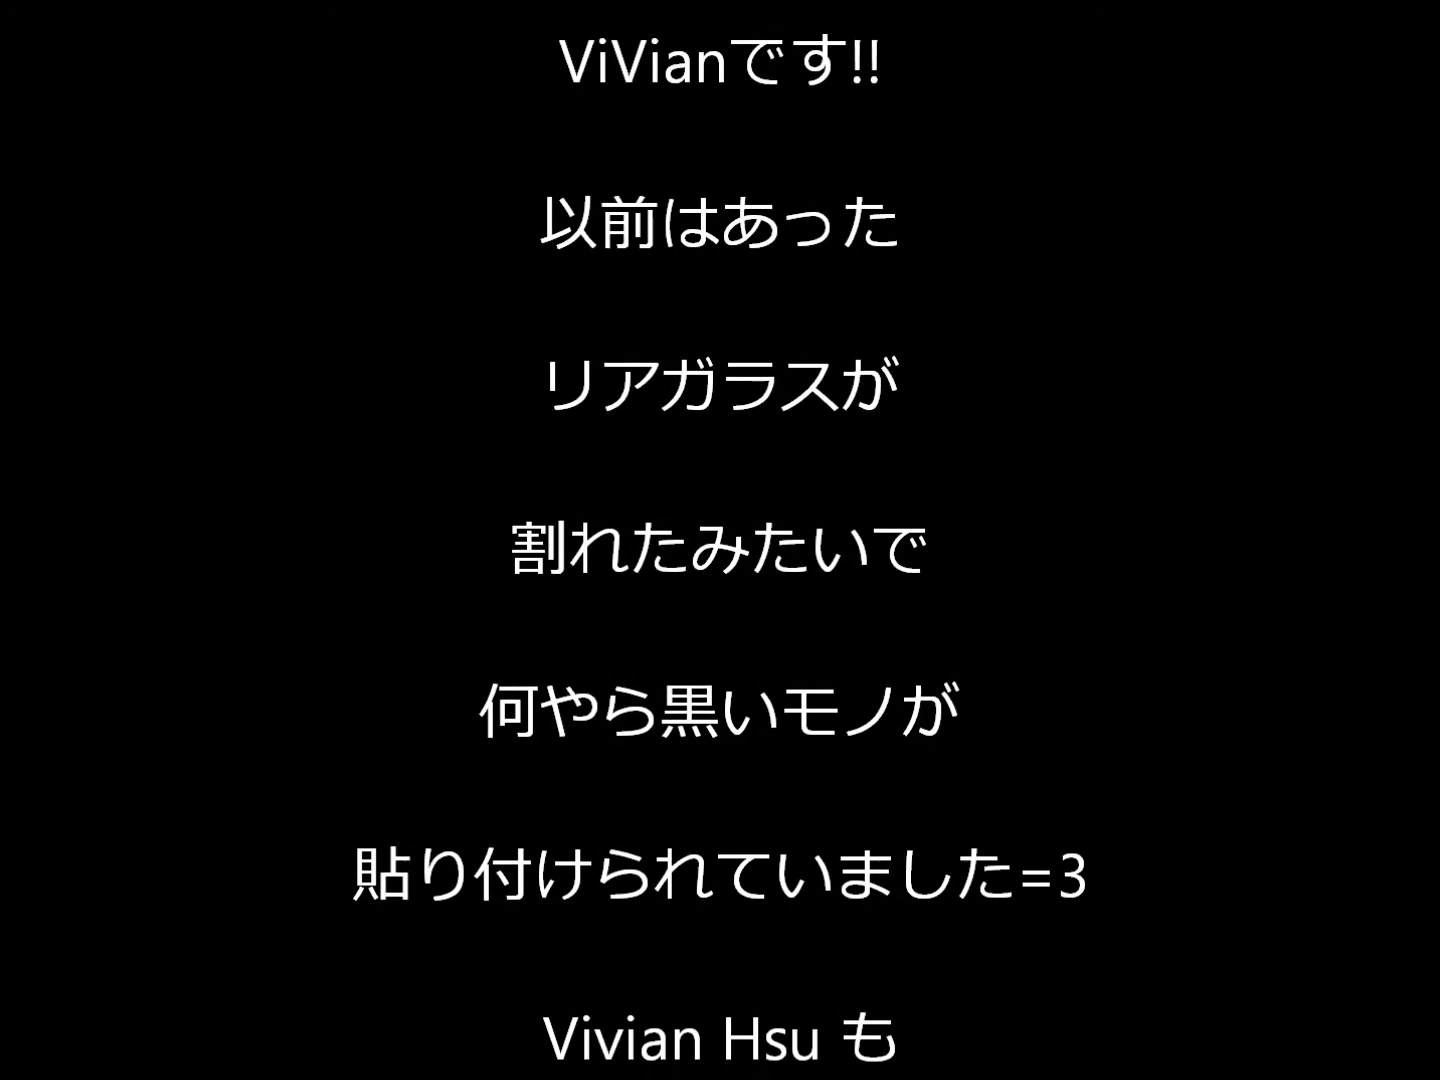 ViVianです!!
以前はあった
リアガラスが
割れたみたいで
何やら黒いモノが
貼り付けられていました=3
Vivian Hsu も